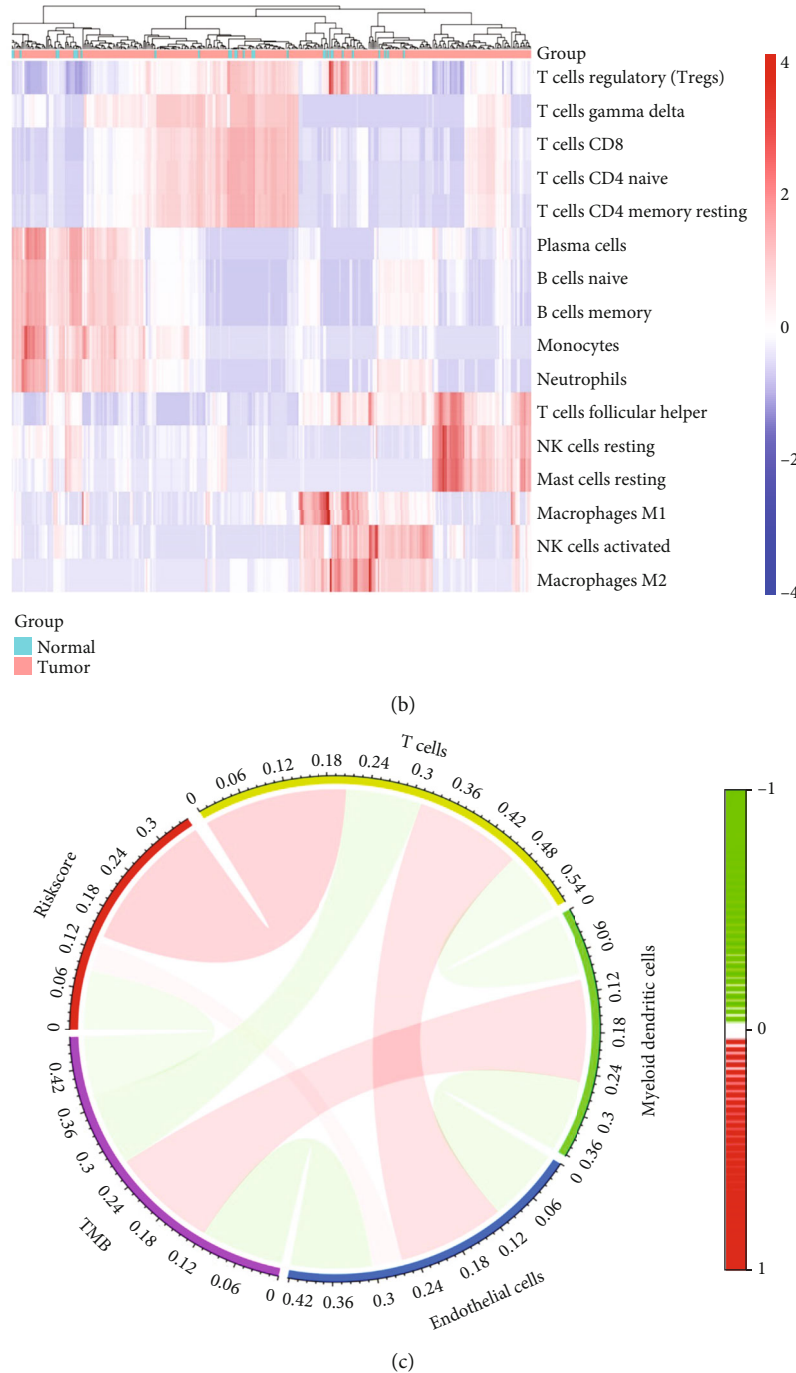 Group
T cells regulatory (Tregs)
T cells gamma delta
T cells CD8
T cells CD4 naive
T cells CD4 memory resting
Plasma cells
B cells naive
B cells memory
Monocytes
Neutrophils
T cells follicular helper
NK cells resting
Mast cells resting
Macrophages M1
NK cells activated
Macrophages M2
4
2
0
–2
–4
Group
Normal
Tumor
(b)
T cells
0
0.06
0.12
0.18
0.24
0.3
0.36
0.42
0.48
0.54
Myeloid dendritic cells
0
0.06
0.12
0.18
0.24
0.3
0.36
Endothelial cells
0
0.06
0.12
0.18
0.24
0.3
0.36
0.42
TMB
0
0.06
0.12
0.18
0.24
0.3
0.36
0.42
Riskscore
0
0.06
0.12
0.18
0.24
0.3
–1
0
1
(c)